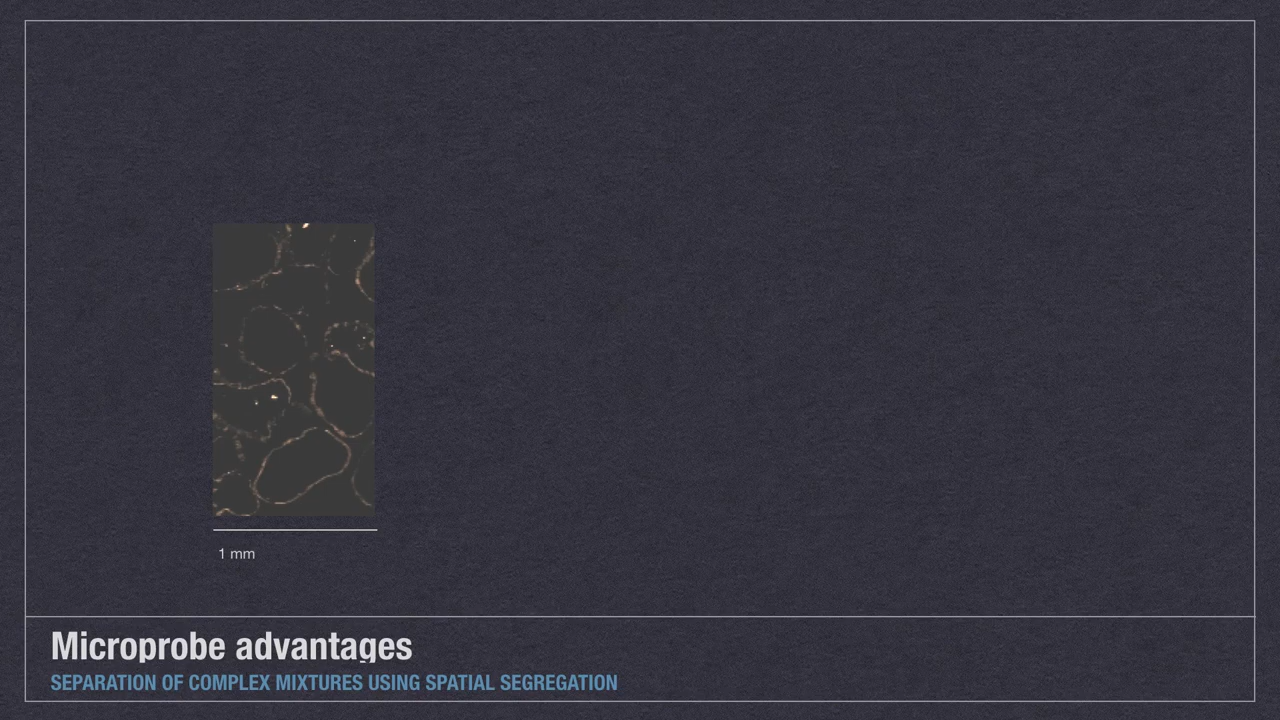 1 mm
Microprobe advantages
SEPARATION OF COMPLEX MIXTURES USING SPATIAL SEGREGATION